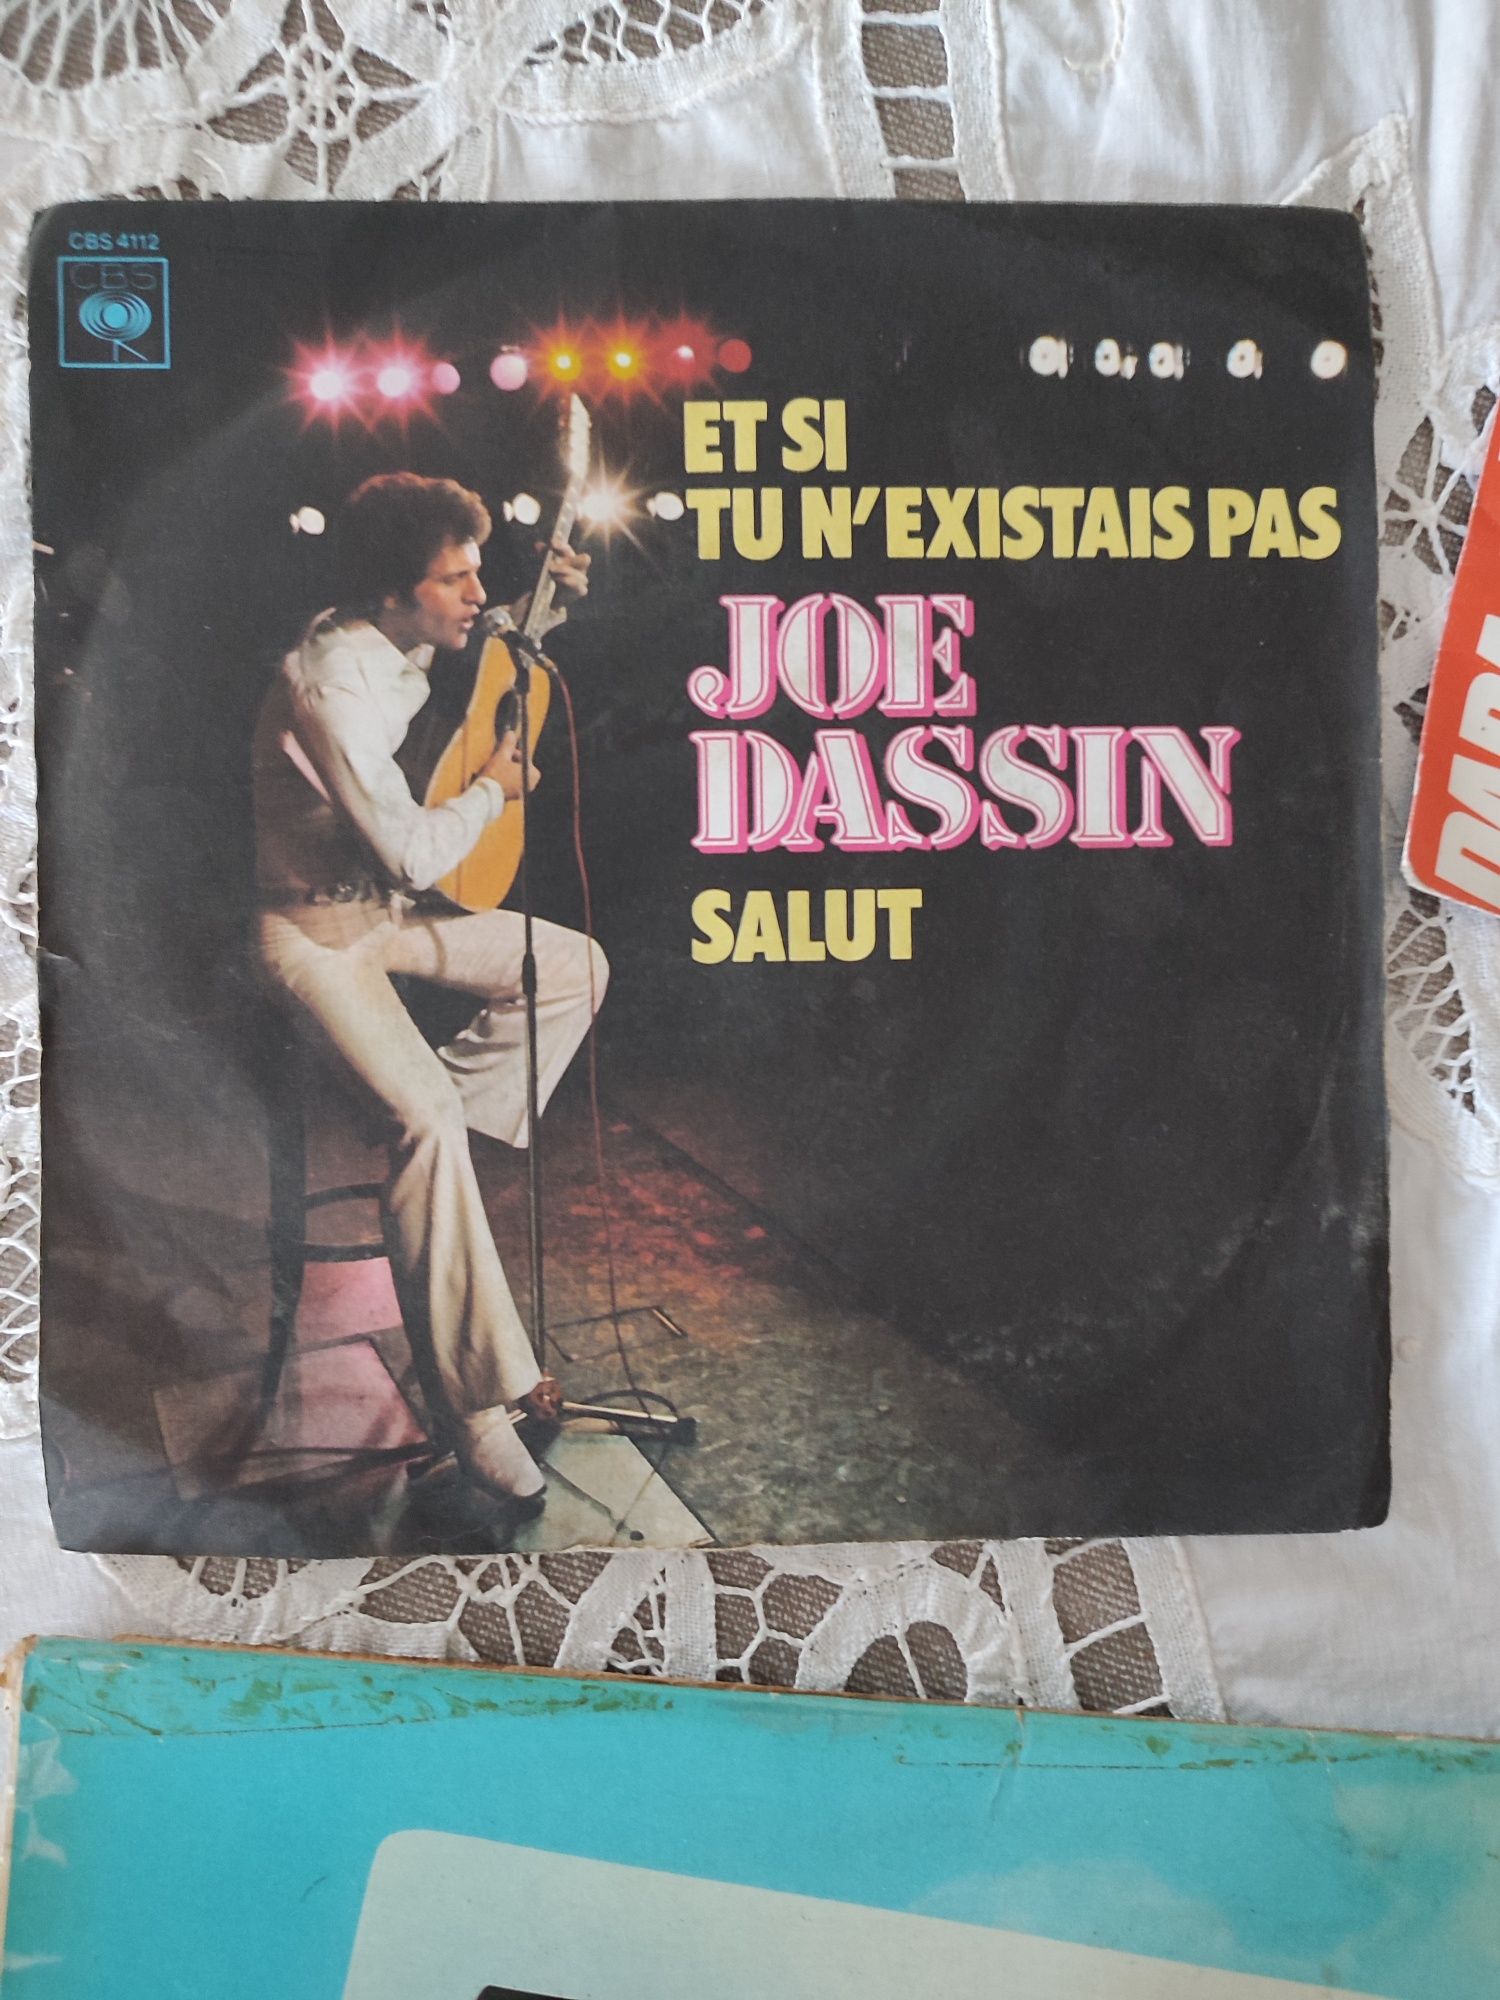 CBS 4112
CBS
ET SI
TU N'EXISTAIS PAS
JOE
DASSIN
SALUT